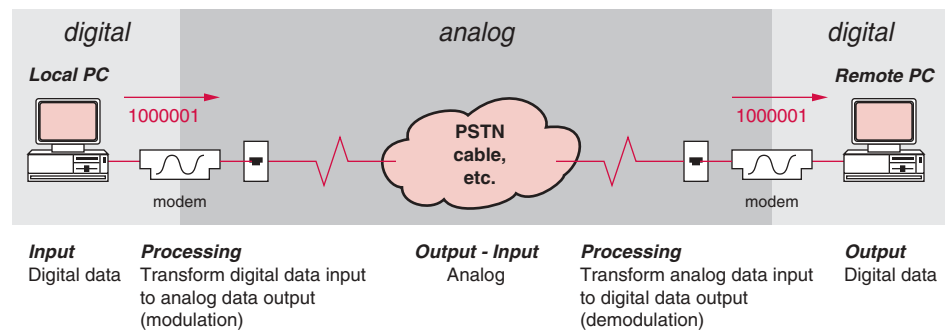 digital
analog
digital
Local PC
Remote PC
1000001
1000001
PSTN
cable,
etc.
modem
modem
Input
Digital data
Processing
Transform digital data input
to analog data output
(modulation)
Output - Input
Analog
Processing
Transform analog data input
to digital data output
(demodulation)
Output
Digital data